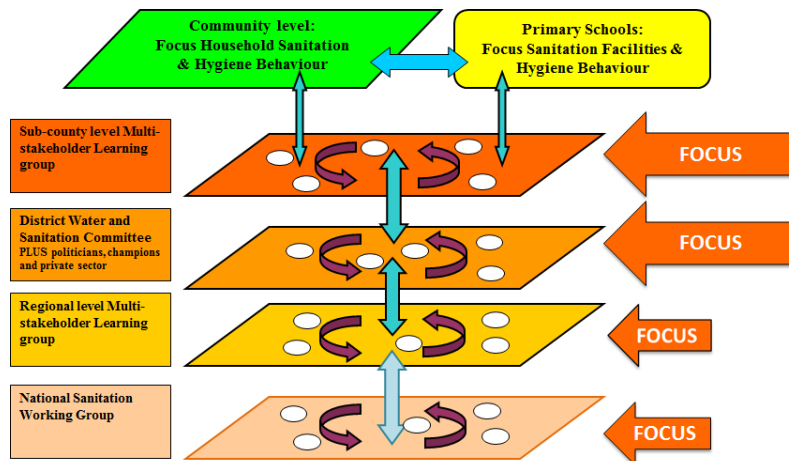 Community level:
Focus Household Sanitation
& Hygiene Behaviour
Primary Schools:
Focus Sanitation Facilities &
Hygiene Behaviour
Sub-county level Multi-
stakeholder Learning
group
FOCUS
District Water and
Sanitation Committee
PLUS politicians, champions
and private sector
FOCUS
Regional level Multi-
stakeholder Learning
group
FOCUS
National Sanitation
Working Group
FOCUS